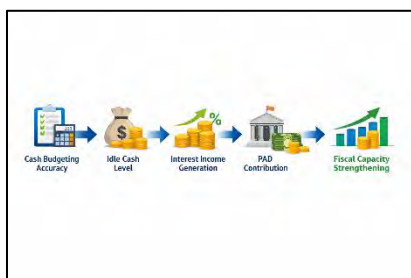 Cash Budgeting
Accuracy
Idle Cash
Level
Interest Income
Generation
PAD
Contribution
Fiscal Capacity
Strengthening
$
%